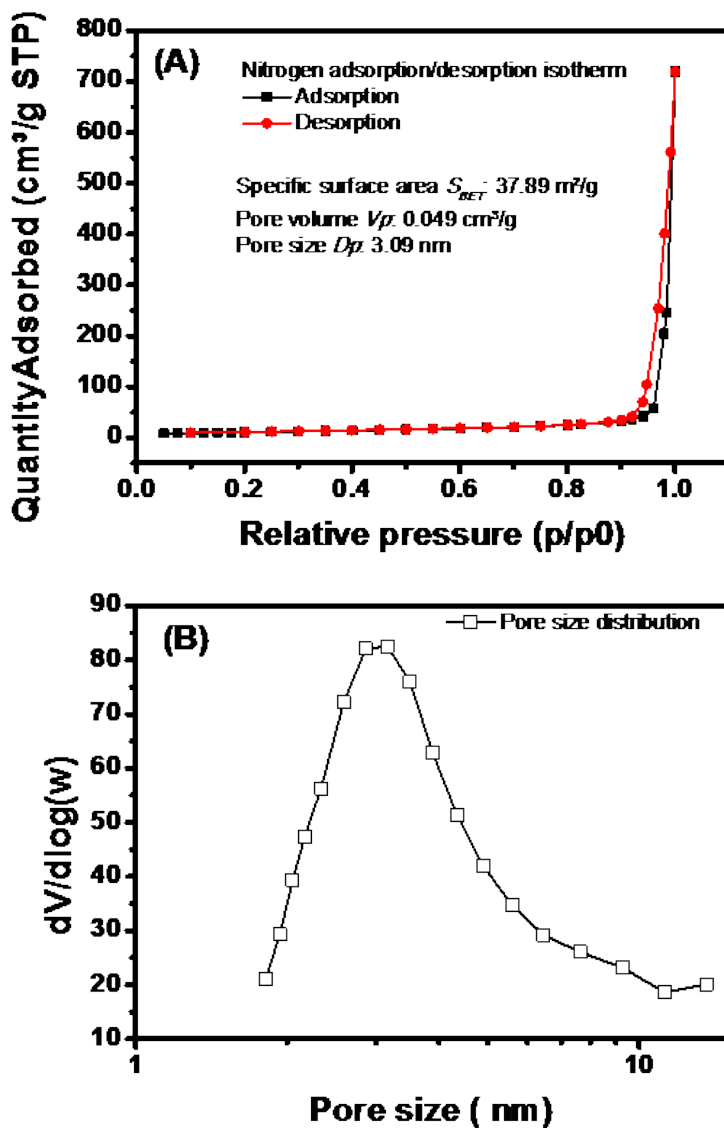 800
700
600
500
400
300
200
100
0
QuantityAdsorbed (cm³/g STP)
(A)
Nitrogen adsorption/desorption isotherm
Adsorption
Desorption
Specific surface area S_BET: 37.89 m²/g
Pore volume Vp: 0.049 cm³/g
Pore size Dp: 3.09 nm
0.0 0.2 0.4 0.6 0.8 1.0
Relative pressure (p/p0)
90
80
70
60
50
40
30
20
10
dV/dlog(w)
(B)
Pore size distribution
1 10
Pore size ( nm)